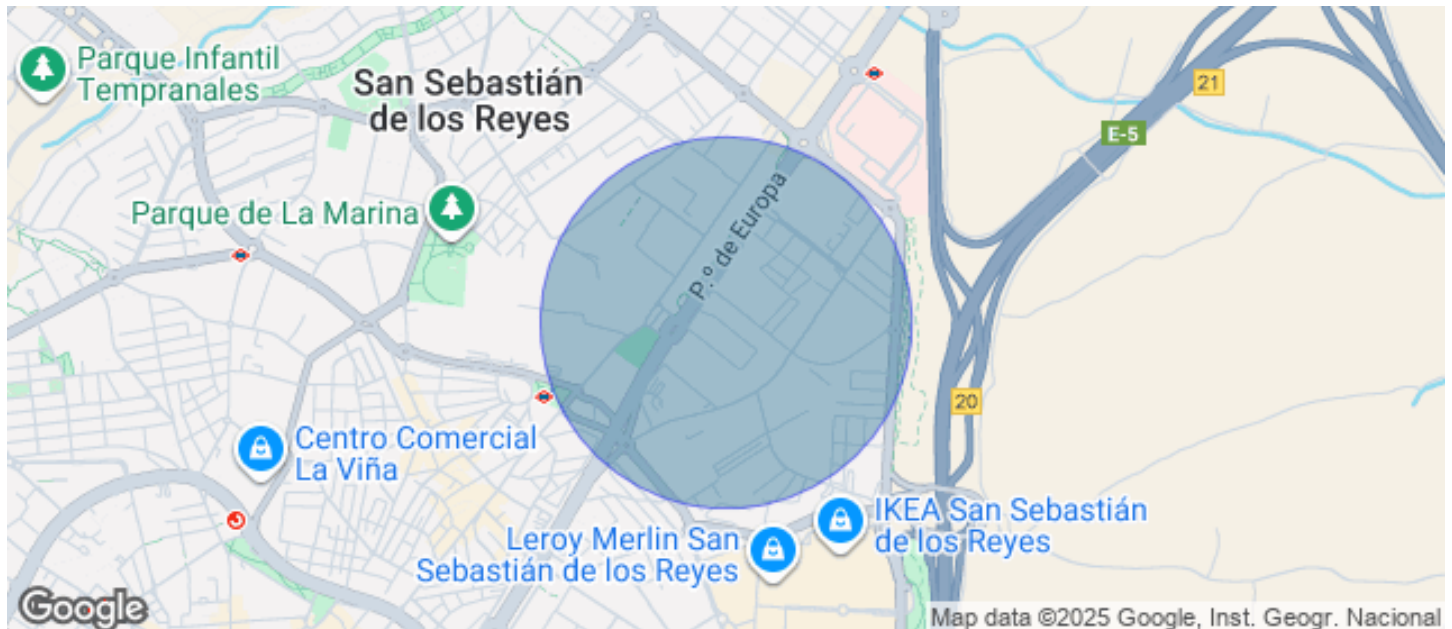 Parque Infantil
Tempranales
San Sebastián
de los Reyes
21
E-5
P.º de Europa
Parque de La Marina
20
Centro Comercial
La Viña
IKEA San Sebastián
de los Reyes
Leroy Merlin San
Sebastián de los Reyes
Google
Map data ©2025 Google, Inst. Geogr. Nacional